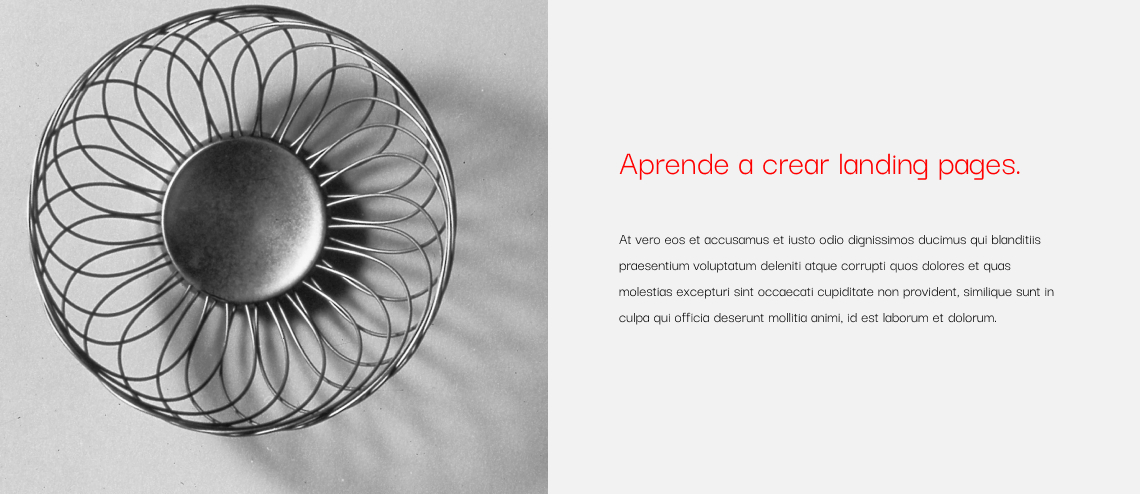 Aprende a crear landing pages.
At vero eos et accusamus et iusto odio dignissimos ducimus qui blanditiis
praesentium voluptatum deleniti atque corrupti quos dolores et quas
molestias excepturi sint occaecati cupiditate non provident, similique sunt in
culpa qui officia deserunt mollitia animi, id est laborum et dolorum.